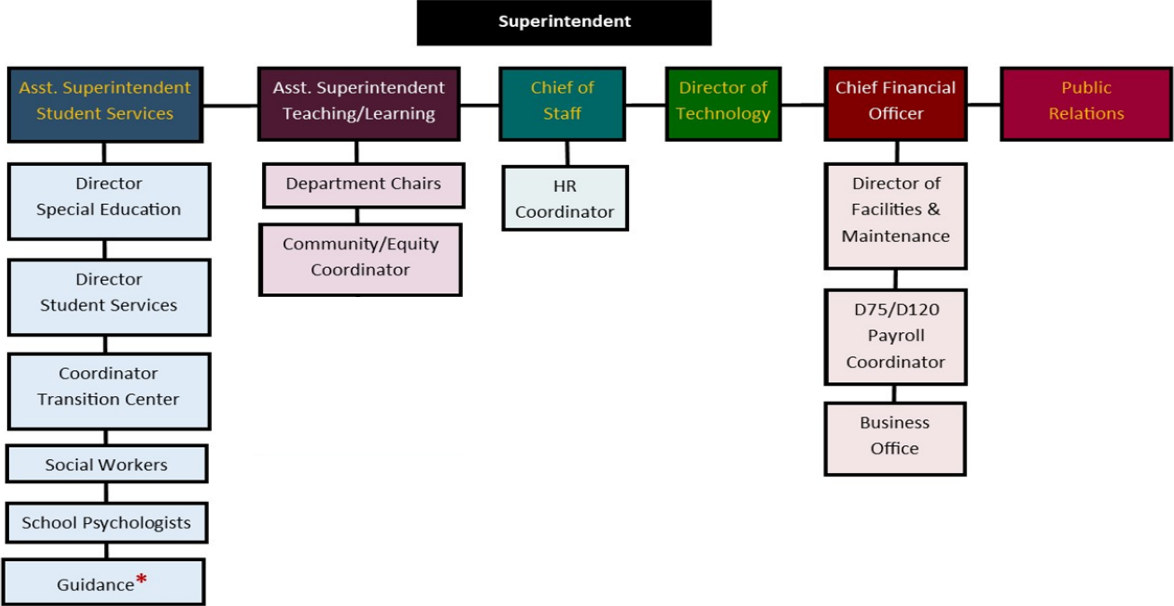 Superintendent
Asst. Superintendent
Student Services
Asst. Superintendent
Teaching/Learning
Chief of
Staff
Director of
Technology
Chief Financial
Officer
Public
Relations
Director
Special Education
Director
Student Services
Coordinator
Transition Center
Social Workers
School Psychologists
Guidance*
Department Chairs
Community/Equity
Coordinator
HR
Coordinator
Director of
Facilities &
Maintenance
D75/D120
Payroll
Coordinator
Business
Office